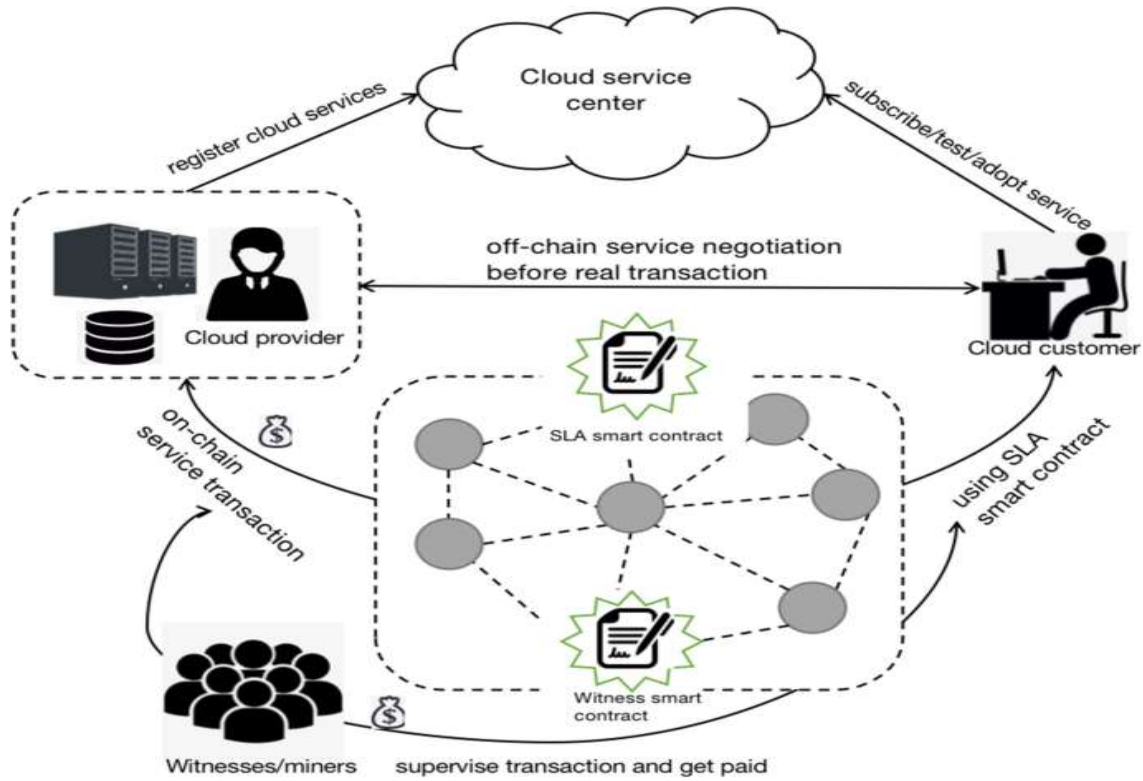 Cloud service
center
register cloud services
subscribe/test/adopt service
off-chain service negotiation
before real transaction
Cloud provider
Cloud customer
SLA smart contract
on-chain
service transaction
using SLA
smart contract
$
Witness smart
contract
$
Witnesses/miners
supervise transaction and get paid